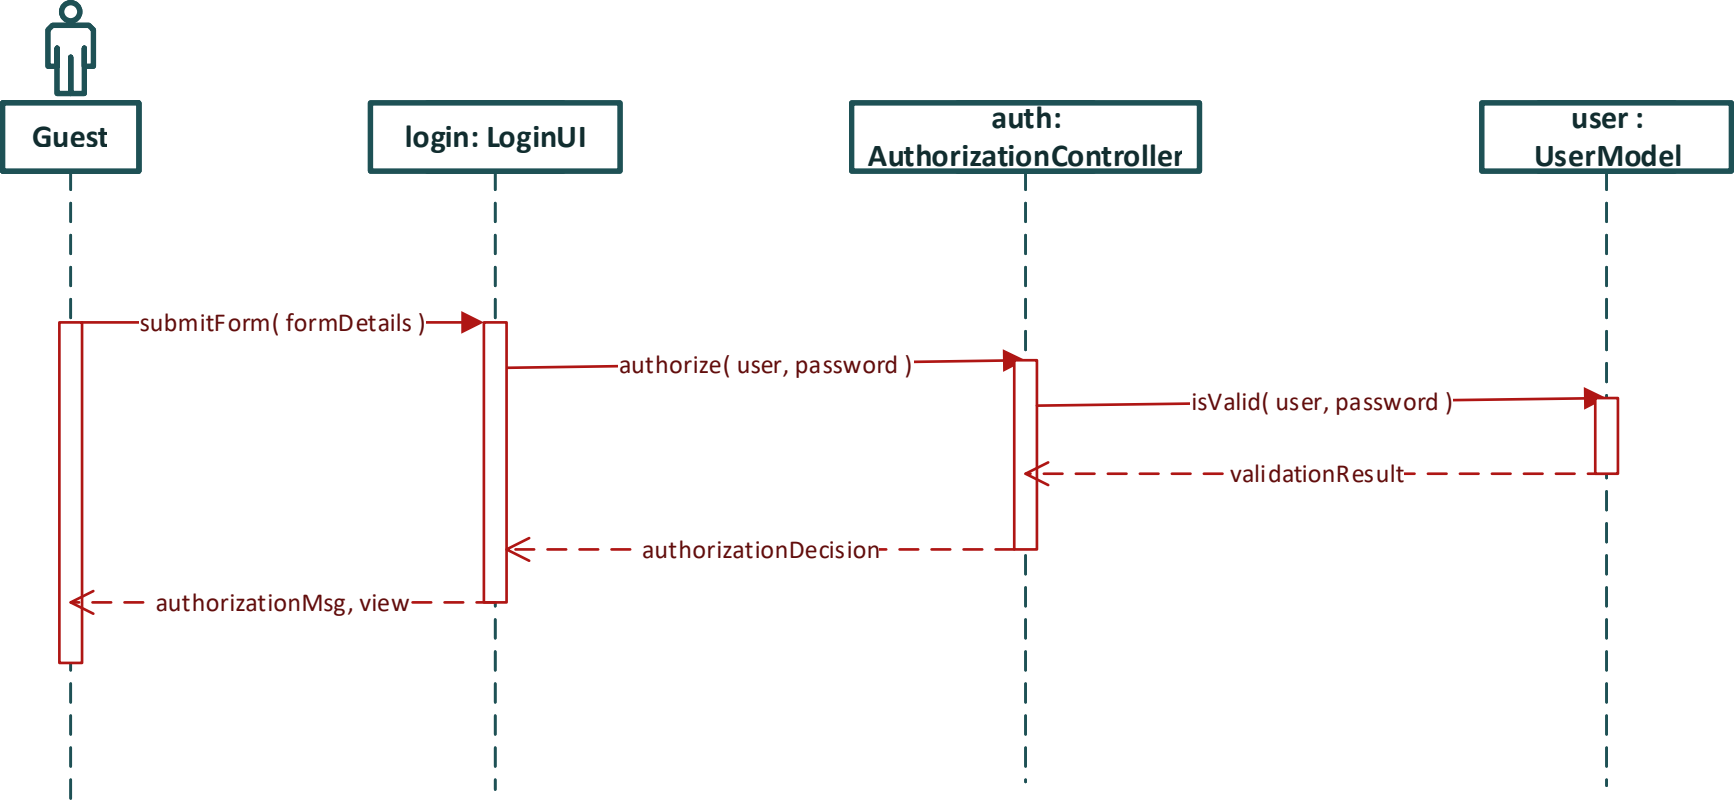 Guest
login: LoginUI
auth:
AuthorizationController
user :
UserModel
submitForm( formDetails )
authorize( user, password )
isValid( user, password )
validationResult
authorizationDecision
authorizationMsg, view